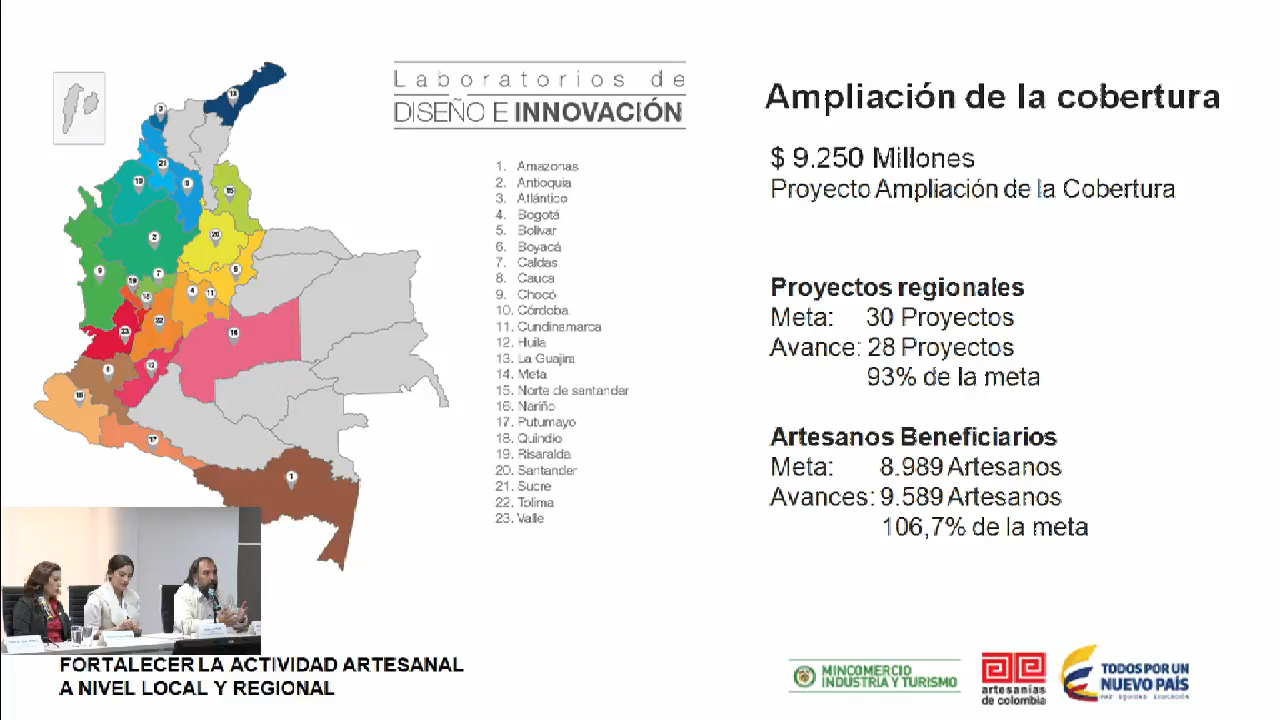 Laboratorios de
DISEÑO E INNOVACIÓN
1. Amazonas
2. Antioquia
3. Atlántico
4. Bogotá
5. Bolívar
6. Boyacá
7. Caldas
8. Cauca
9. Chocó
10. Córdoba
11. Cundinamarca
12. Huila
13. La Guajira
14. Meta
15. Norte de santander
16. Nariño
17. Putumayo
18. Quindio
19. Risaralda
20. Santander
21. Sucre
22. Tolima
23. Valle
Ampliación de la cobertura
$ 9.250 Millones
Proyecto Ampliación de la Cobertura
Proyectos regionales
Meta: 30 Proyectos
Avance: 28 Proyectos
93% de la meta
Artesanos Beneficiarios
Meta: 8.989 Artesanos
Avances: 9.589 Artesanos
106,7% de la meta
FORTALECER LA ACTIVIDAD ARTESANAL
A NIVEL LOCAL Y REGIONAL
MINCOMERCIO
INDUSTRIA Y TURISMO
artesanías
de colombia
TODOS POR UN
NUEVO PAÍS
PAZ EQUIDAD EDUCACIÓN